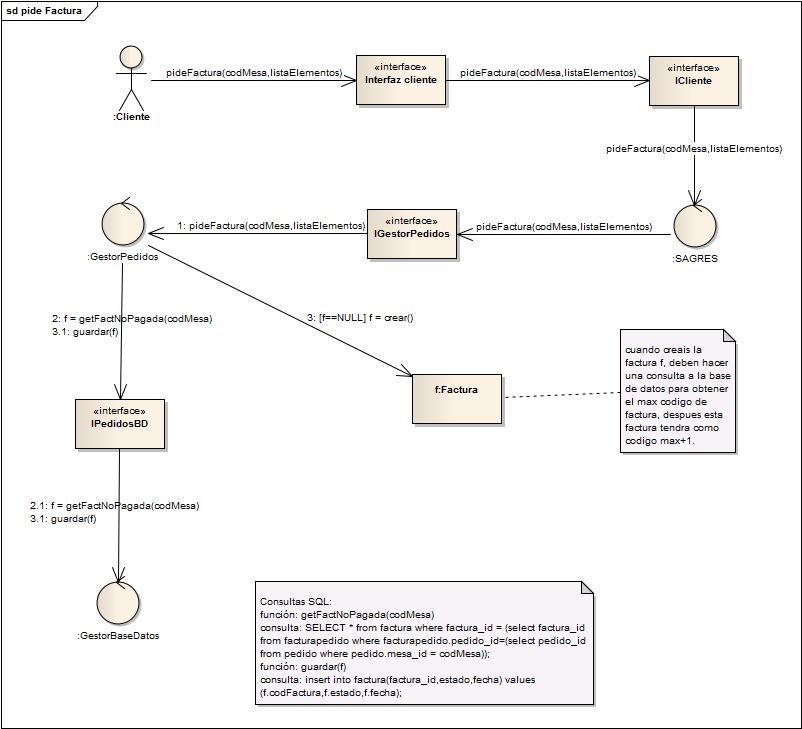 sd pide Factura
:Cliente
pideFactura(codMesa,listaElementos)
«interface»
Interfaz cliente
pideFactura(codMesa,listaElementos)
«interface»
ICliente
pideFactura(codMesa,listaElementos)
:GestorPedidos
1: pideFactura(codMesa,listaElementos)
«interface»
IGestorPedidos
pideFactura(codMesa,listaElementos)
:SAGRES
2: f = getFactNoPagada(codMesa)
3.1: guardar(f)
3: [f==NULL] f = crear()
f:Factura
cuando creais la
factura f, deben hacer
una consulta a la base
de datos para obtener
el max codigo de
factura, despues esta
factura tendra como
codigo max+1.
«interface»
IPedidosBD
2.1: f = getFactNoPagada(codMesa)
3.1: guardar(f)
:GestorBaseDatos
Consultas SQL:
función: getFactNoPagada(codMesa)
consulta: SELECT * from factura where factura_id = (select factura_id
from facturapedido where facturapedido.pedido_id=(select pedido_id
from pedido where pedido.mesa_id = codMesa));
función: guardar(f)
consulta: insert into factura(factura_id,estado,fecha) values
(f.codFactura,f.estado,f.fecha);